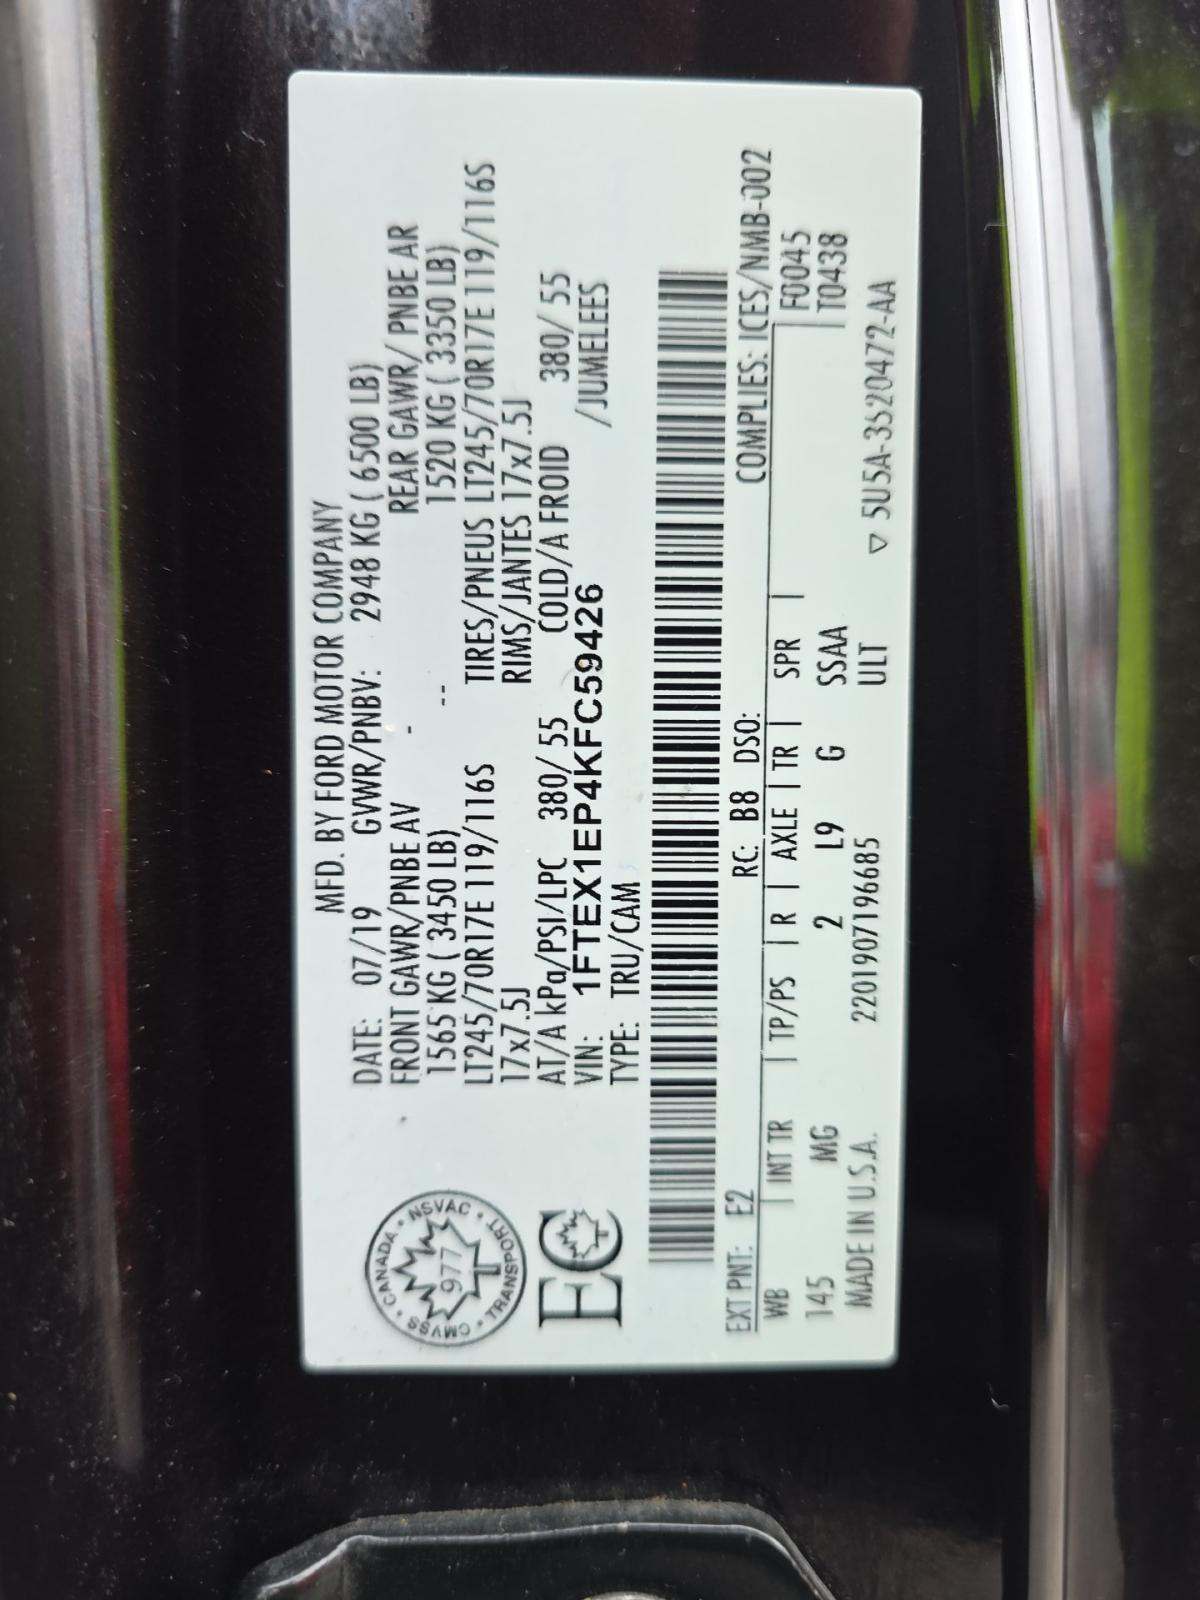 MFD. BY FORD MOTOR COMPANY
DATE: 07/19 GVWR/PNBV: 2948 KG ( 6500 LB)
FRONT GAWR/PNBE AV - REAR GAWR/ PNBE AR
1565 KG ( 3450 LB) -- 1520 KG ( 3350 LB)
LT245/70R17E 119/116S TIRES/PNEUS LT245/70R17E 119/116S
17x7.5J RIMS/JANTES 17x7.5J
AT/A kPa/PSI/LPC 380/ 55 COLD/A FROID 380/ 55
VIN: 1FTEX1EP4KFC59426 /JUMELEES
TYPE: TRU/CAM
CANADA • NSVAC • TRANSPORT • CMVSS •
977
EC
EXT PNT: E2 RC: B8 DSO: COMPLIES: ICES/NMB-002
WB | INT TR | TP/PS | R | AXLE | TR | SPR | F0045
145 MG 2 L9 G SSAA T0438
MADE IN U.S.A. 2201907196685 ULT ▽ 5U5A-3520472-AA